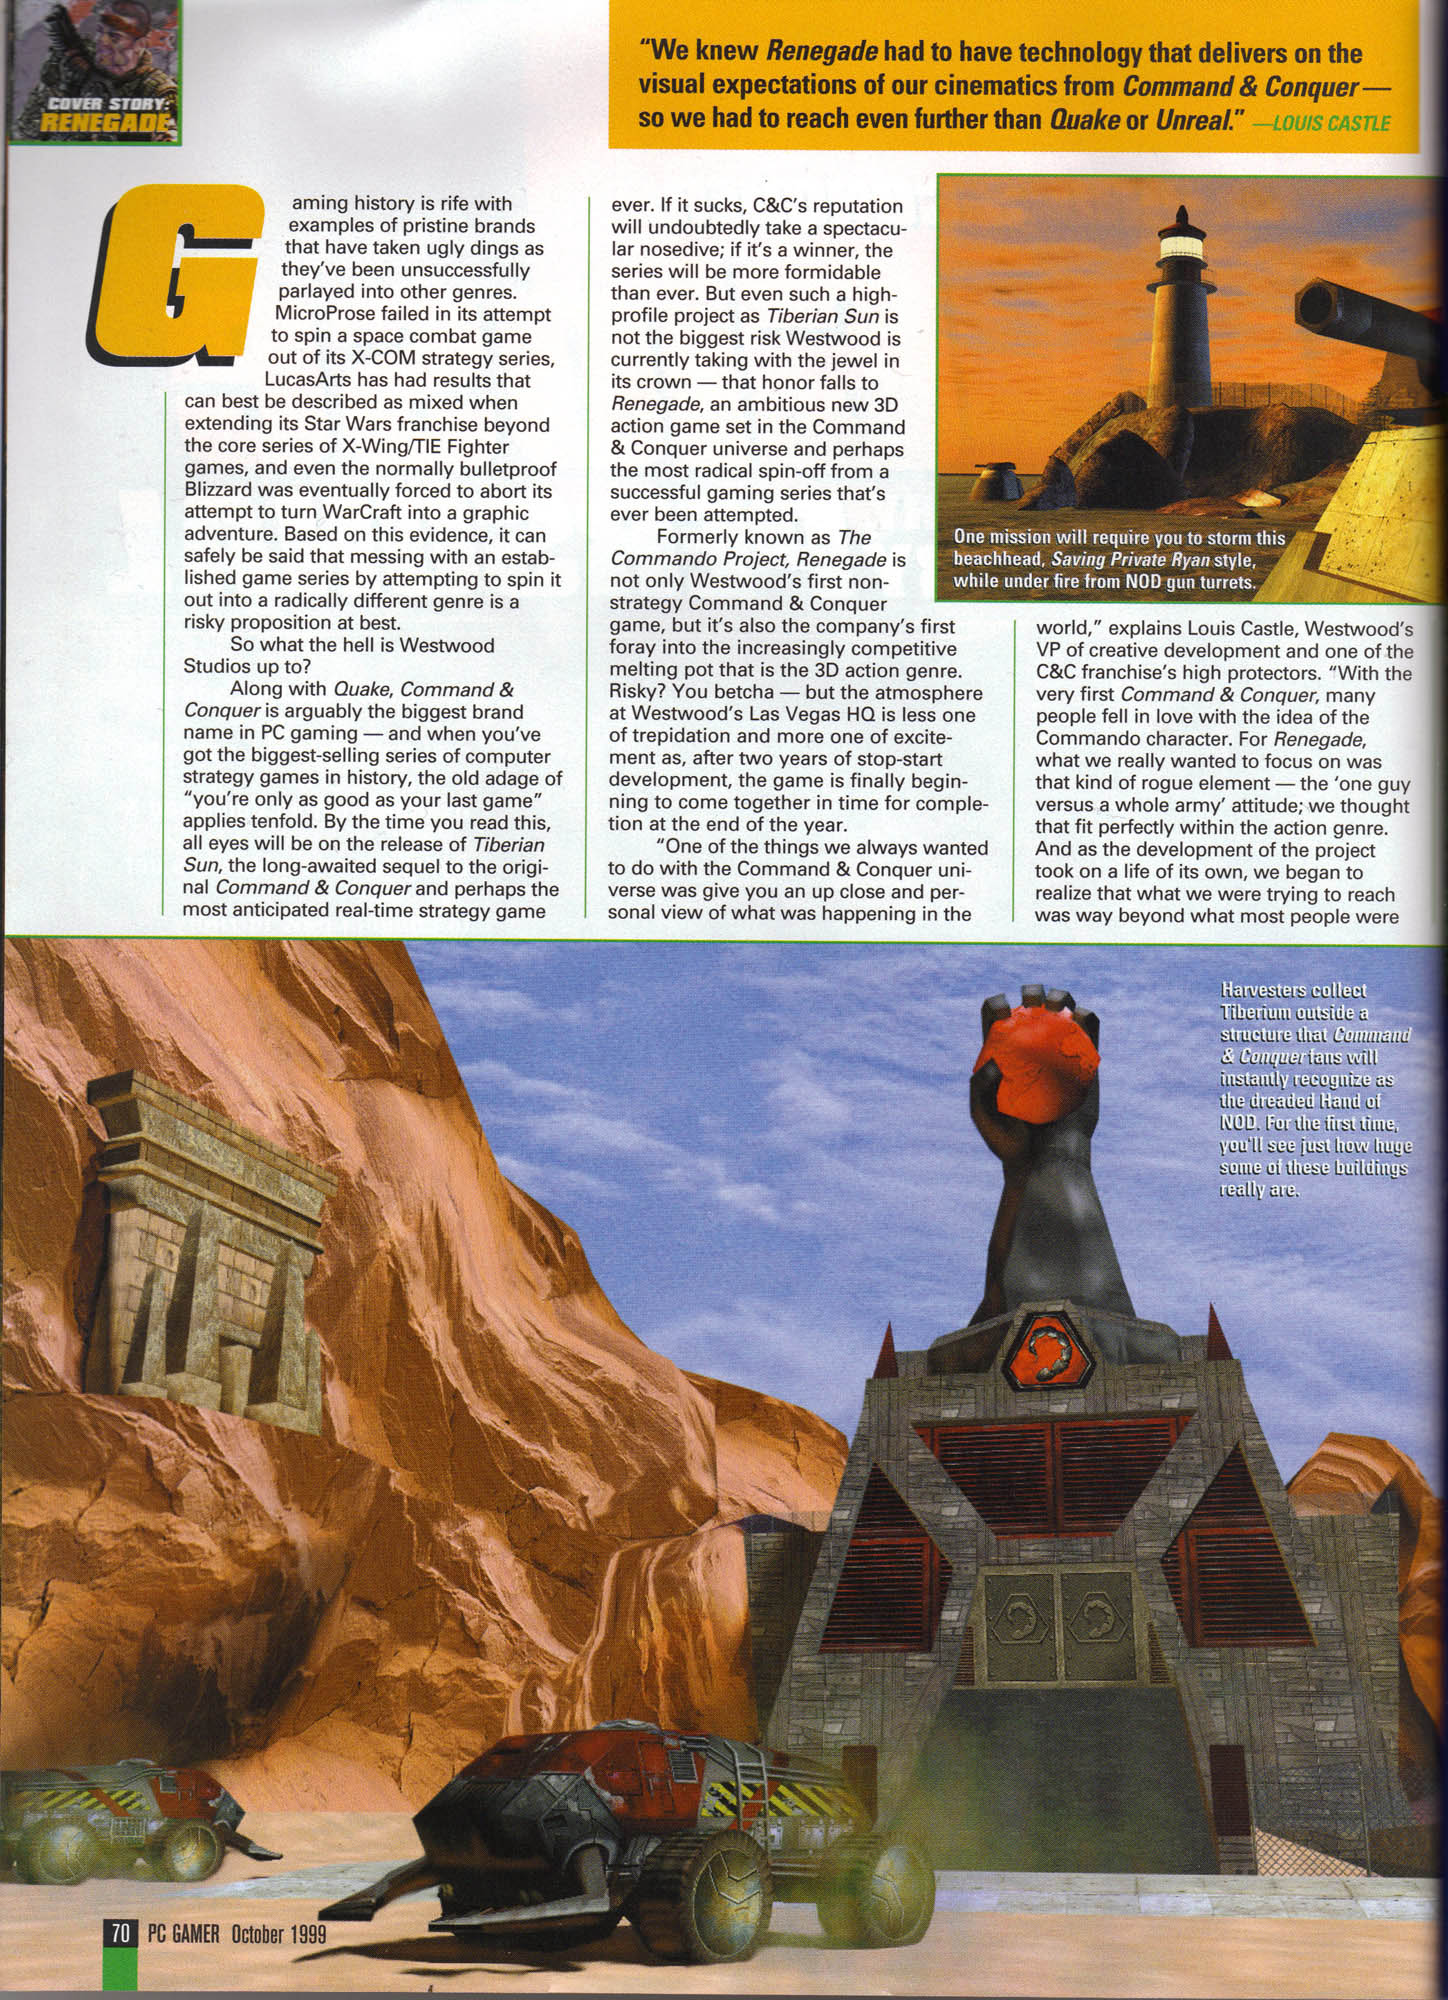 COVER STORY:
RENEGADE
“We knew Renegade had to have technology that delivers on the
visual expectations of our cinematics from Command & Conquer —
so we had to reach even further than Quake or Unreal.” —LOUIS CASTLE
Gaming history is rife with
examples of pristine brands
that have taken ugly dings as
they’ve been unsuccessfully
parlayed into other genres.
MicroProse failed in its attempt
to spin a space combat game
out of its X-COM strategy series,
LucasArts has had results that
can best be described as mixed when
extending its Star Wars franchise beyond
the core series of X-Wing/TIE Fighter
games, and even the normally bulletproof
Blizzard was eventually forced to abort its
attempt to turn WarCraft into a graphic
adventure. Based on this evidence, it can
safely be said that messing with an estab-
lished game series by attempting to spin it
out into a radically different genre is a
risky proposition at best.
So what the hell is Westwood
Studios up to?
Along with Quake, Command &
Conquer is arguably the biggest brand
name in PC gaming — and when you’ve
got the biggest-selling series of computer
strategy games in history, the old adage of
“you’re only as good as your last game”
applies tenfold. By the time you read this,
all eyes will be on the release of Tiberian
Sun, the long-awaited sequel to the origi-
nal Command & Conquer and perhaps the
most anticipated real-time strategy game
ever. If it sucks, C&C’s reputation
will undoubtedly take a spectacu-
lar nosedive; if it’s a winner, the
series will be more formidable
than ever. But even such a high-
profile project as Tiberian Sun is
not the biggest risk Westwood is
currently taking with the jewel in
its crown — that honor falls to
Renegade, an ambitious new 3D
action game set in the Command
& Conquer universe and perhaps
the most radical spin-off from a
successful gaming series that’s
ever been attempted.
Formerly known as The
Commando Project, Renegade is
not only Westwood’s first non-
strategy Command & Conquer
game, but it’s also the company’s first
foray into the increasingly competitive
melting pot that is the 3D action genre.
Risky? You betcha — but the atmosphere
at Westwood’s Las Vegas HQ is less one
of trepidation and more one of excite-
ment as, after two years of stop-start
development, the game is finally begin-
ning to come together in time for comple-
tion at the end of the year.
“One of the things we always wanted
to do with the Command & Conquer uni-
verse was give you an up close and per-
sonal view of what was happening in the
One mission will require you to storm this
beachhead, Saving Private Ryan style,
while under fire from NOD gun turrets.
world,” explains Louis Castle, Westwood’s
VP of creative development and one of the
C&C franchise’s high protectors. “With the
very first Command & Conquer, many
people fell in love with the idea of the
Commando character. For Renegade,
what we really wanted to focus on was
that kind of rogue element — the ‘one guy
versus a whole army’ attitude; we thought
that fit perfectly within the action genre.
And as the development of the project
took on a life of its own, we began to
realize that what we were trying to reach
was way beyond what most people were
Harvesters collect
Tiberium outside a
structure that Command
& Conquer fans will
instantly recognize as
the dreaded Hand of
NOD. For the first time,
you’ll see just how huge
some of these buildings
really are.
70 PC GAMER October 1999